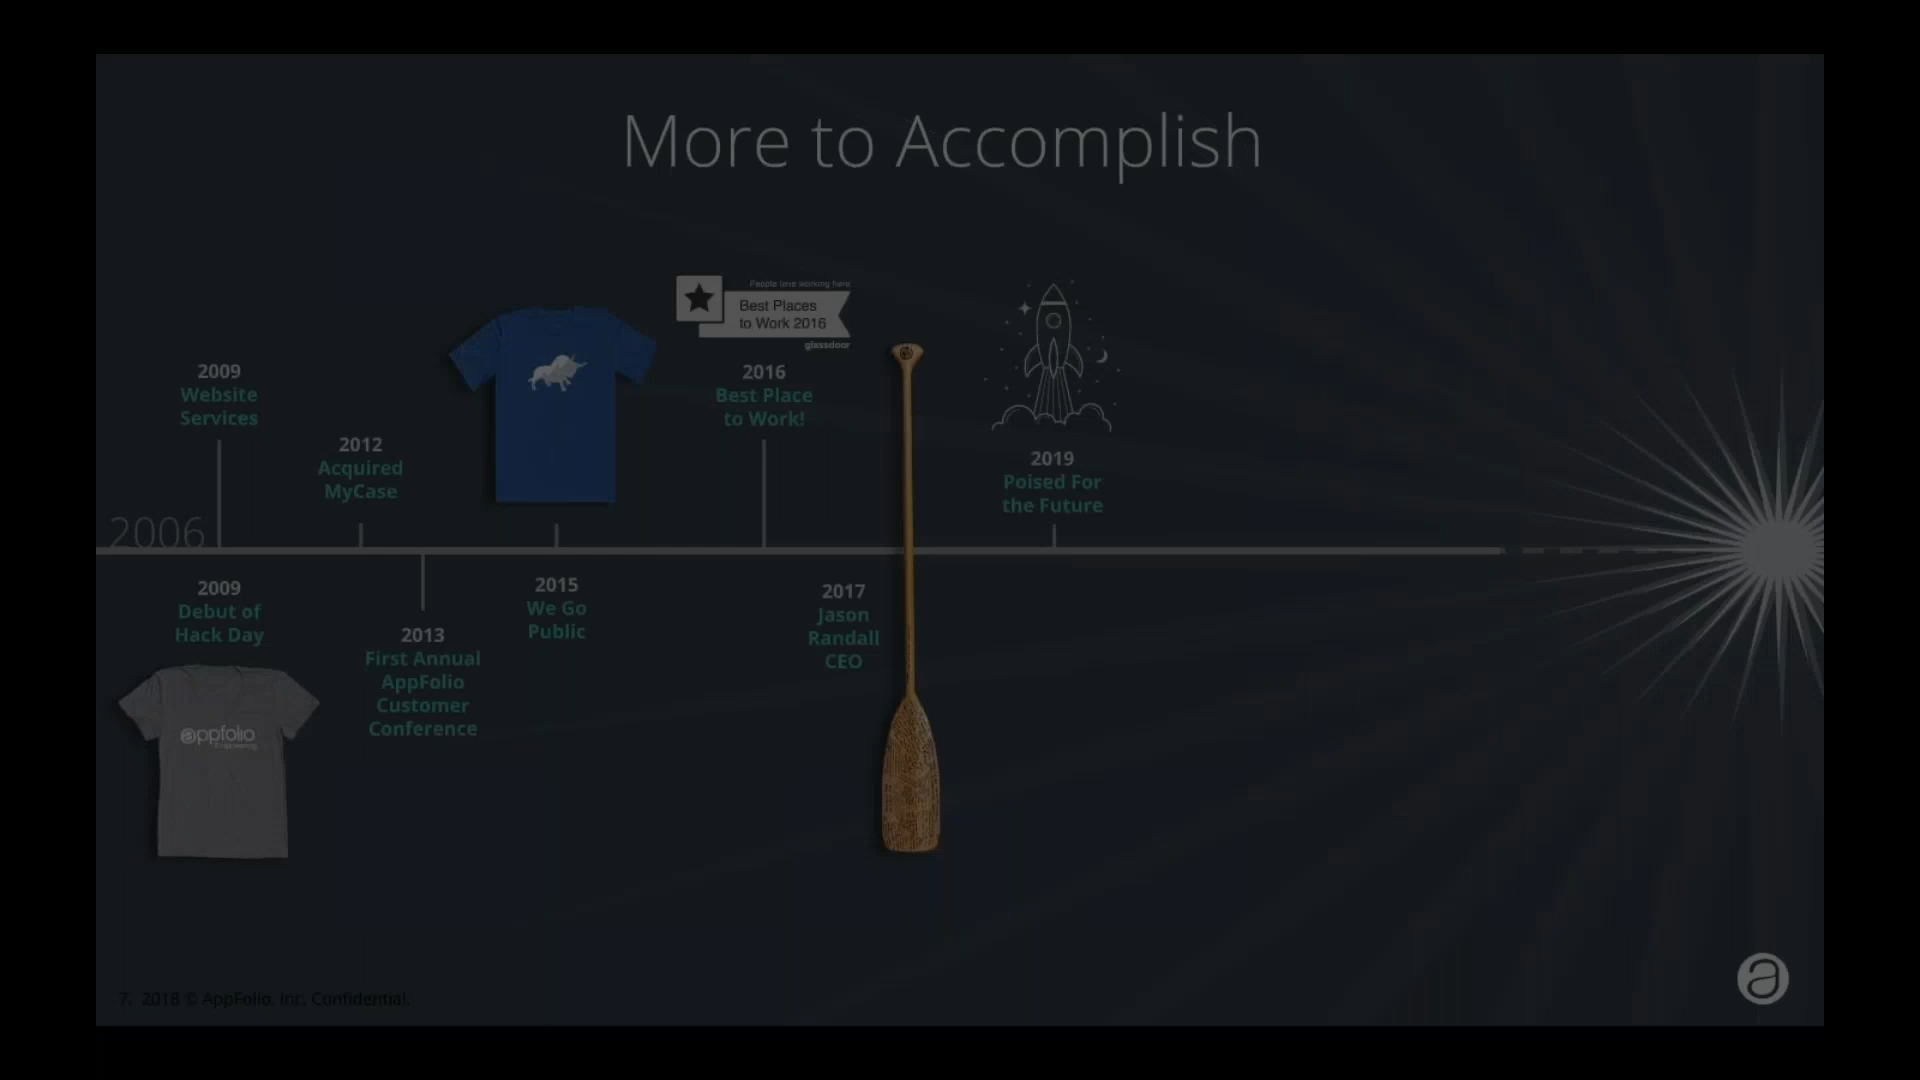 More to Accomplish
People love working here
Best Places
to Work 2016
glassdoor
2009
Website
Services
2012
Acquired
MyCase
2016
Best Place
to Work!
2019
Poised For
the Future
2006
2009
Debut of
Hack Day
2013
First Annual
AppFolio
Customer
Conference
2015
We Go
Public
2017
Jason
Randall
CEO
appfolio
Engineering
7. 2018 © AppFolio, Inc. Confidential.